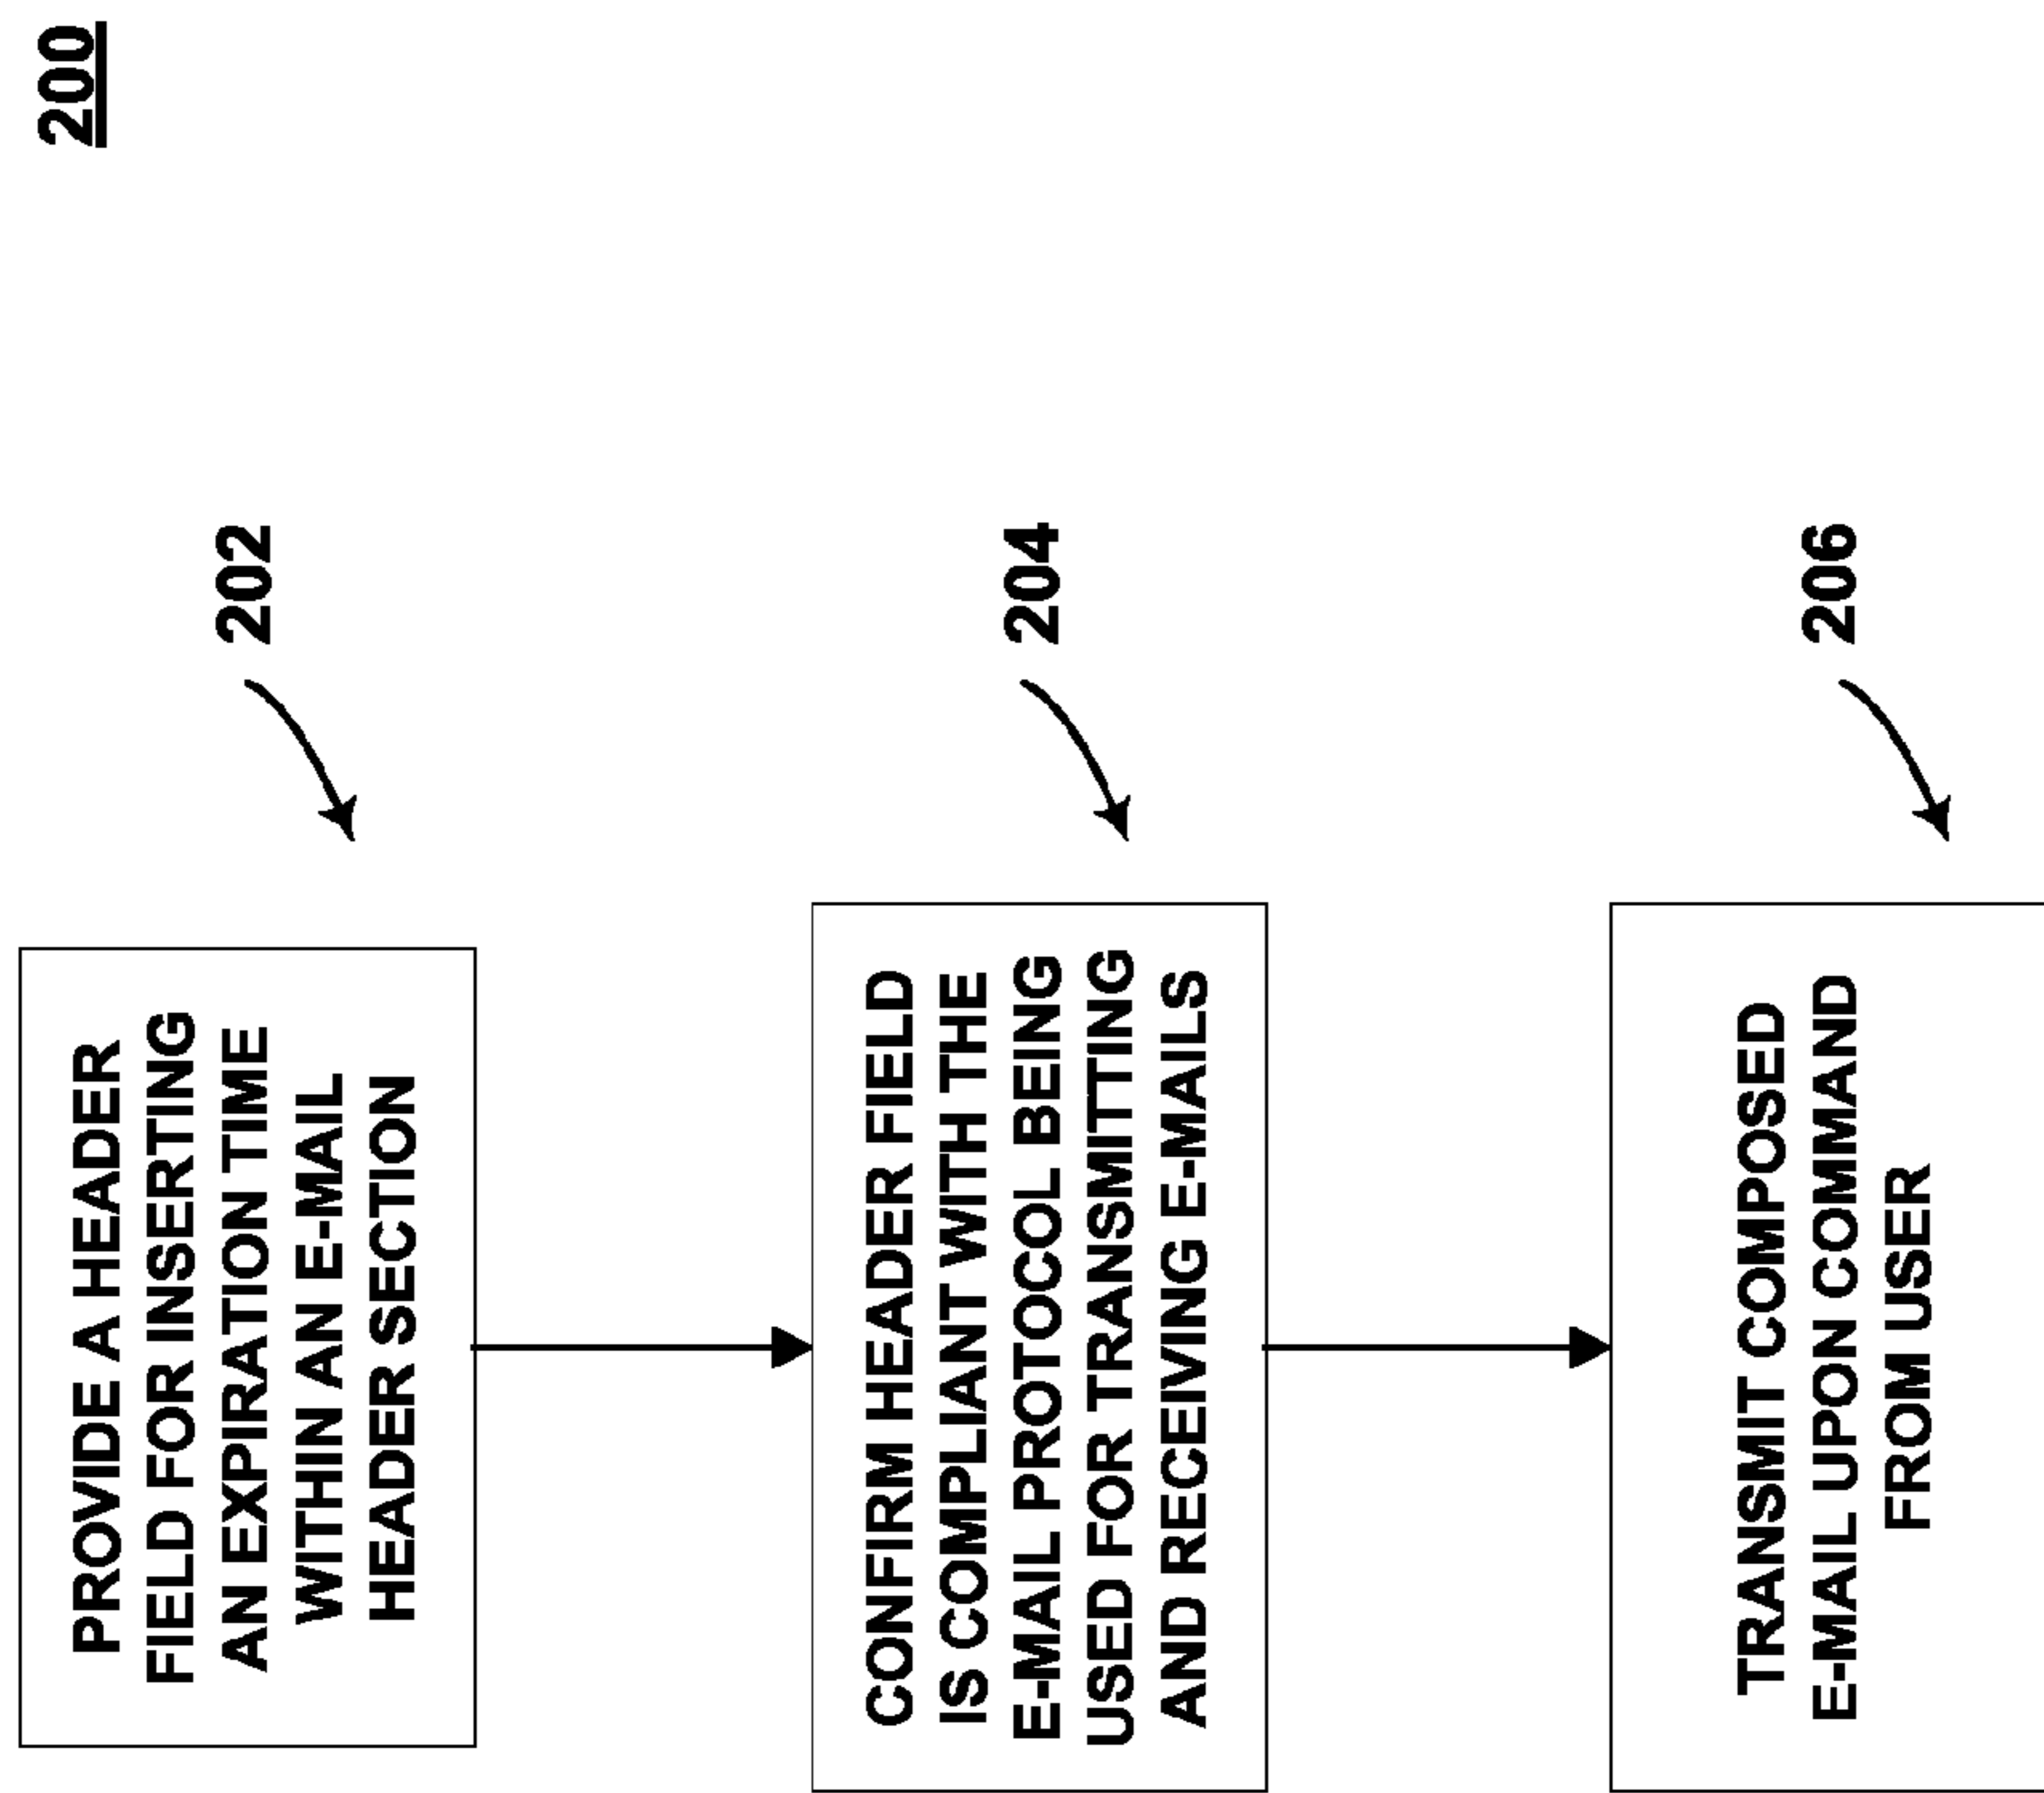 200
PROVIDE A HEADER
FIELD FOR INSERTING
AN EXPIRATION TIME
WITHIN AN E-MAIL
HEADER SECTION
202
CONFIRM HEADER FIELD
IS COMPLIANT WITH THE
E-MAIL PROTOCOL BEING
USED FOR TRANSMITTING
AND RECEIVING E-MAILS
204
TRANSMIT COMPOSED
E-MAIL UPON COMMAND
FROM USER
206